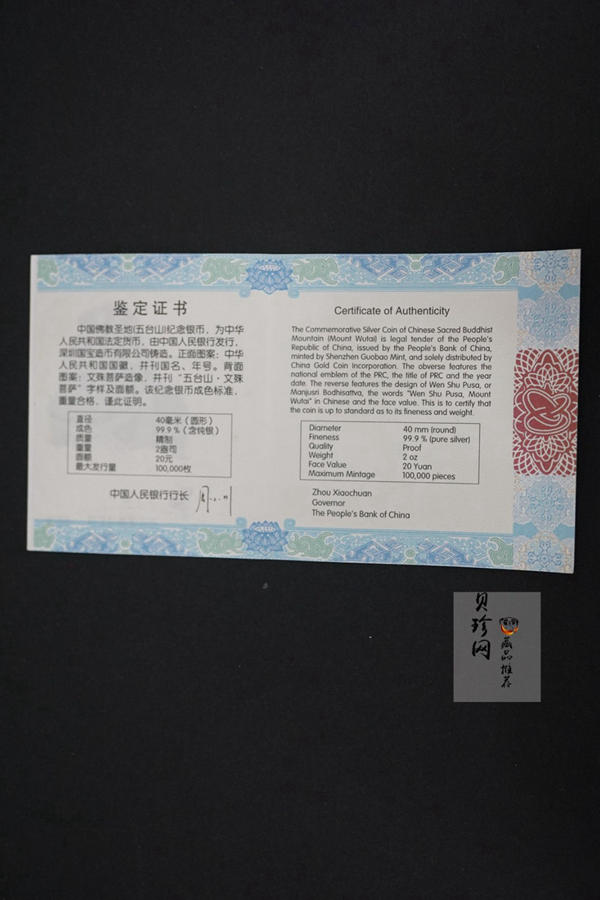 鉴定证书
中国佛教圣地(五台山)纪念银币，为中华
人民共和国法定货币，由中国人民银行发行，
深圳国宝造币有限公司铸造。正面图案：中华
人民共和国国徽，并刊国名、年号。背面
图案：文殊菩萨造像，并刊“五台山·文殊
菩萨”字样及面额。该纪念银币成色标准，
重量合格，谨此证明。
直径 40毫米（圆形）
成色 99.9％（含纯银）
质量 精制
重量 2盎司
面额 20元
最大发行量 100,000枚
中国人民银行行长
Certificate of Authenticity
The Commemorative Silver Coin of Chinese Sacred Buddhist
Mountain (Mount Wutai) is legal tender of the People's
Republic of China, issued by the People's Bank of China,
minted by Shenzhen Guobao Mint, and solely distributed by
China Gold Coin Incorporation. The obverse features the
national emblem of the PRC, the title of PRC and the year
date. The reverse features the design of Wen Shu Pusa, or
Manjusri Bodhisatva, the words "Wen Shu Pusa, Mount
Wutai" in Chinese and the face value. This is to certify that
the coin is up to standard as to its fineness and weight.
Diameter 40 mm (round)
Fineness 99.9 % (pure silver)
Quality Proof
Weight 2 oz
Face Value 20 Yuan
Maximum Mintage 100,000 pieces
Zhou Xiaochuan
Governor
The People's Bank of China
贝珍网
藏品推荐